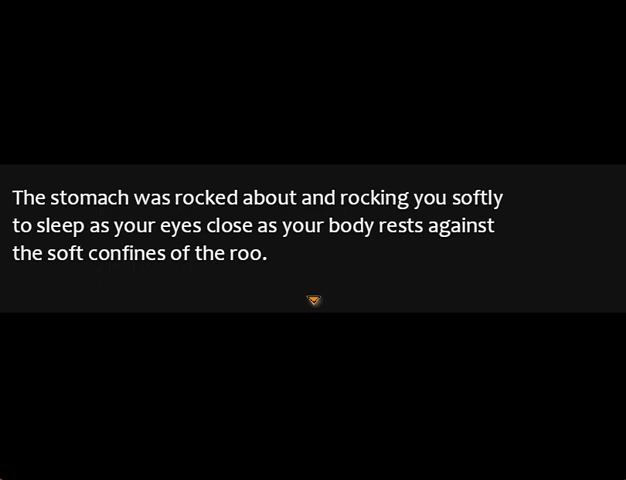 The stomach was rocked about and rocking you softly
to sleep as your eyes close as your body rests against
the soft confines of the roo.